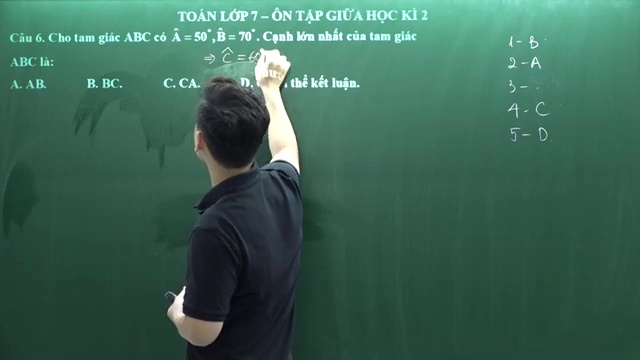 TOÁN LỚP 7 – ÔN TẬP GIỮA HỌC KÌ 2
Câu 6. Cho tam giác ABC có Â = 50°, B̂ = 70°. Cạnh lớn nhất của tam giác
⇒ Ĉ = 60
ABC là:
A. AB. B. BC. C. CA. D. thể kết luận.
1 - B
2 - A
3 -
4 - C
5 - D